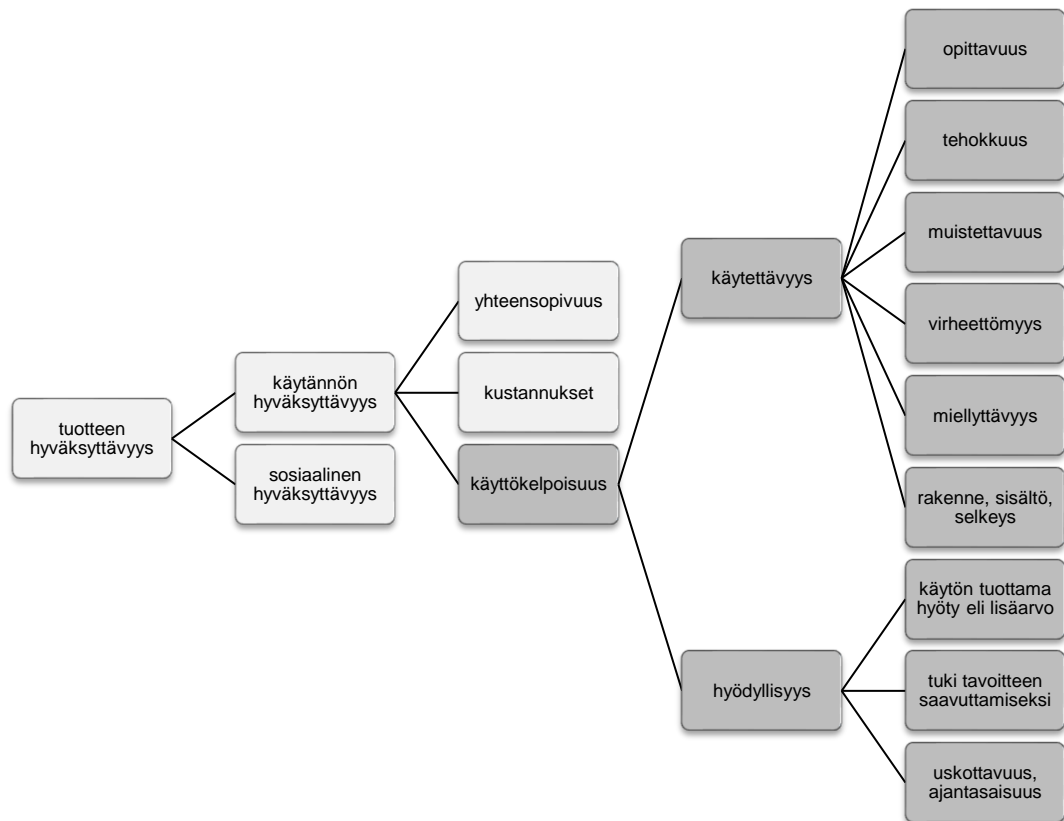 tuotteen
hyväksyttävyys
käytännön
hyväksyttävyys
sosiaalinen
hyväksyttävyys
yhteensopivuus
kustannukset
käyttökelpoisuus
käytettävyys
hyödyllisyys
opittavuus
tehokkuus
muistettavuus
virheettömyys
miellyttävyys
rakenne, sisältö,
selkeys
käytön tuottama
hyöty eli lisäarvo
tuki tavoitteen
saavuttamiseksi
uskottavuus,
ajantasaisuus